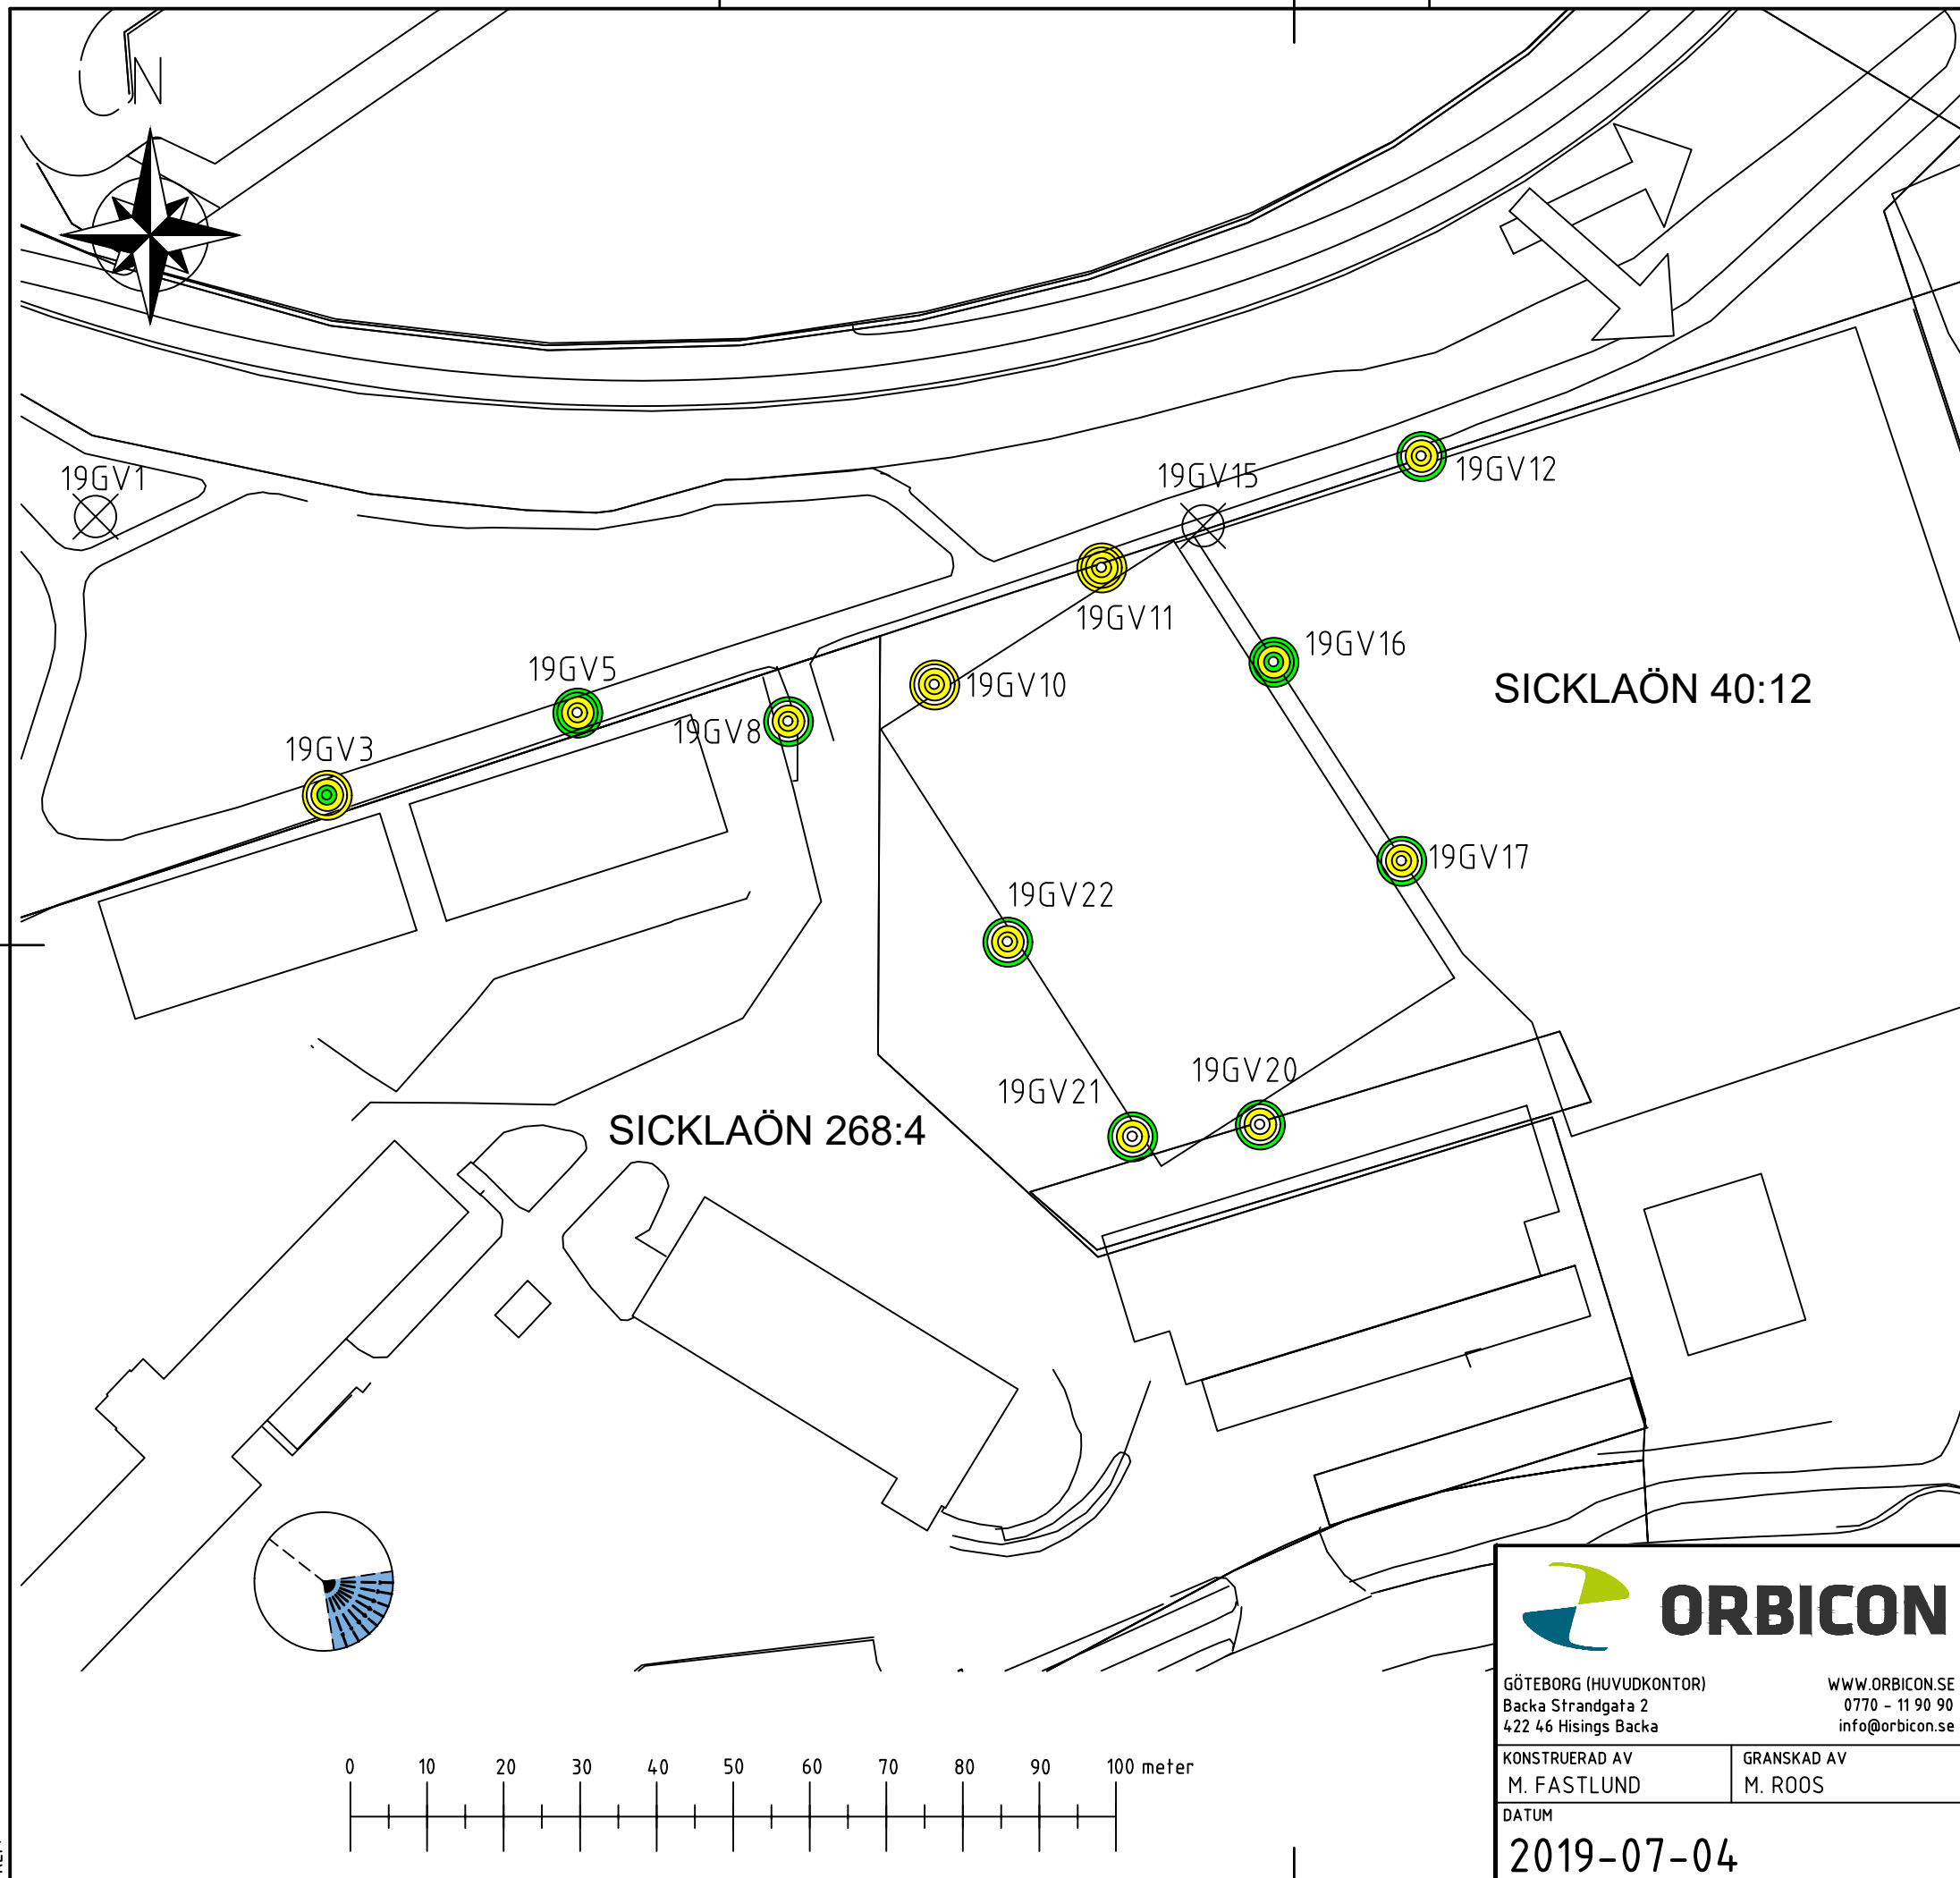 N
19GV1
19GV15
19GV12
19GV11
19GV16
19GV5
19GV10
SICKLAÖN 40:12
19GV8
19GV3
19GV17
19GV22
19GV20
19GV21
SICKLAÖN 268:4
ORBICON
GÖTEBORG (HUVUDKONTOR)
Backa Strandgata 2
422 46 Hisings Backa
WWW.ORBICON.SE
0770 - 11 90 90
info@orbicon.se
KONSTRUERAD AV
M. FASTLUND
GRANSKAD AV
M. ROOS
DATUM
2019-07-04
0 10 20 30 40 50 60 70 80 90 100 meter